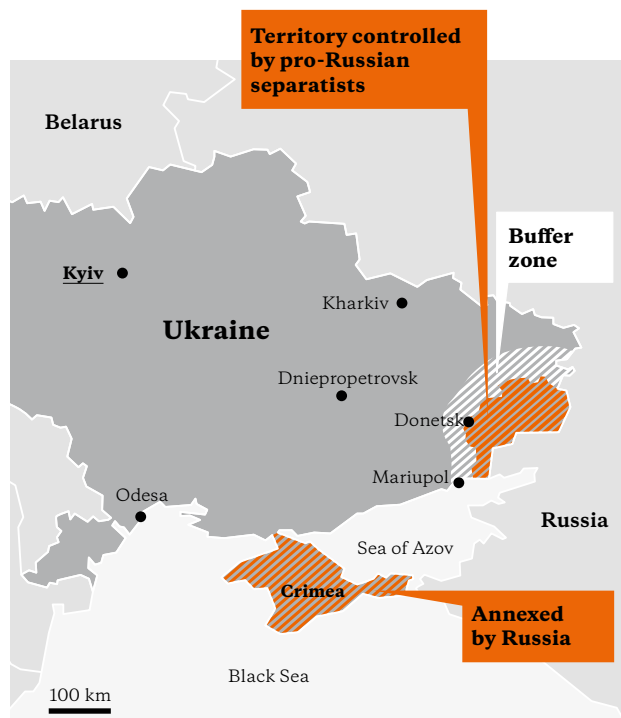 Territory controlled
by pro-Russian
separatists
Belarus
Buffer
zone
Kyiv
Kharkiv
Ukraine
Dniepropetrovsk
Donetsk
Mariupol
Odesa
Russia
Sea of Azov
Crimea
Annexed
by Russia
Black Sea
100 km